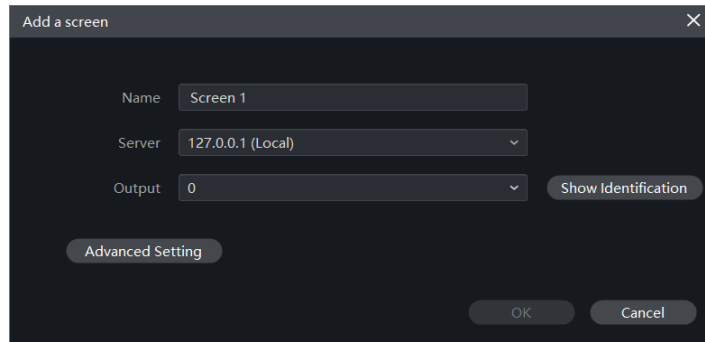 Add a screen
Name Screen 1
Server 127.0.0.1 (Local)
Output 0 Show Identification
Advanced Setting
OK Cancel